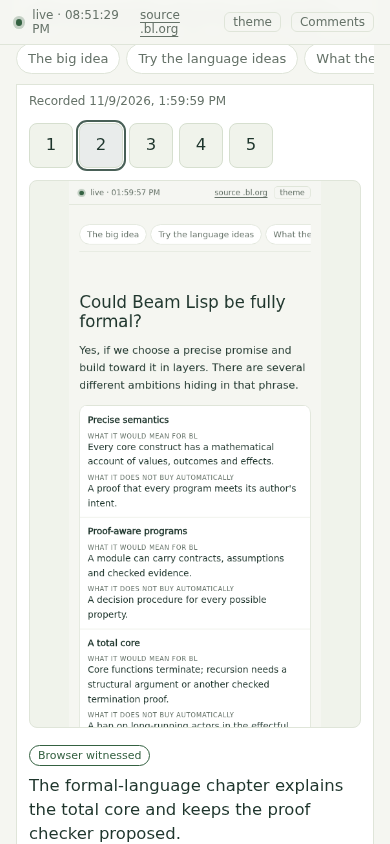 live · 08:51:29 PM
source .bl.org
theme
Comments
The big idea
Try the language ideas
What the
Recorded 11/9/2026, 1:59:59 PM
1
2
3
4
5
live · 01:59:57 PM
source .bl.org
theme
The big idea
Try the language ideas
What the
Could Beam Lisp be fully
formal?
Yes, if we choose a precise promise and
build toward it in layers. There are several
different ambitions hiding in that phrase.
Precise semantics
WHAT IT WOULD MEAN FOR BL
Every core construct has a mathematical
account of values, outcomes and effects.
WHAT IT DOES NOT BUY AUTOMATICALLY
A proof that every program meets its author's
intent.
Proof-aware programs
WHAT IT WOULD MEAN FOR BL
A module can carry contracts, assumptions
and checked evidence.
WHAT IT DOES NOT BUY AUTOMATICALLY
A decision procedure for every possible
property.
A total core
WHAT IT WOULD MEAN FOR BL
Core functions terminate; recursion needs a
structural argument or another checked
termination proof.
WHAT IT DOES NOT BUY AUTOMATICALLY
A ban on long-running actors in the effectful
Browser witnessed
The formal-language chapter explains
the total core and keeps the proof
checker proposed.